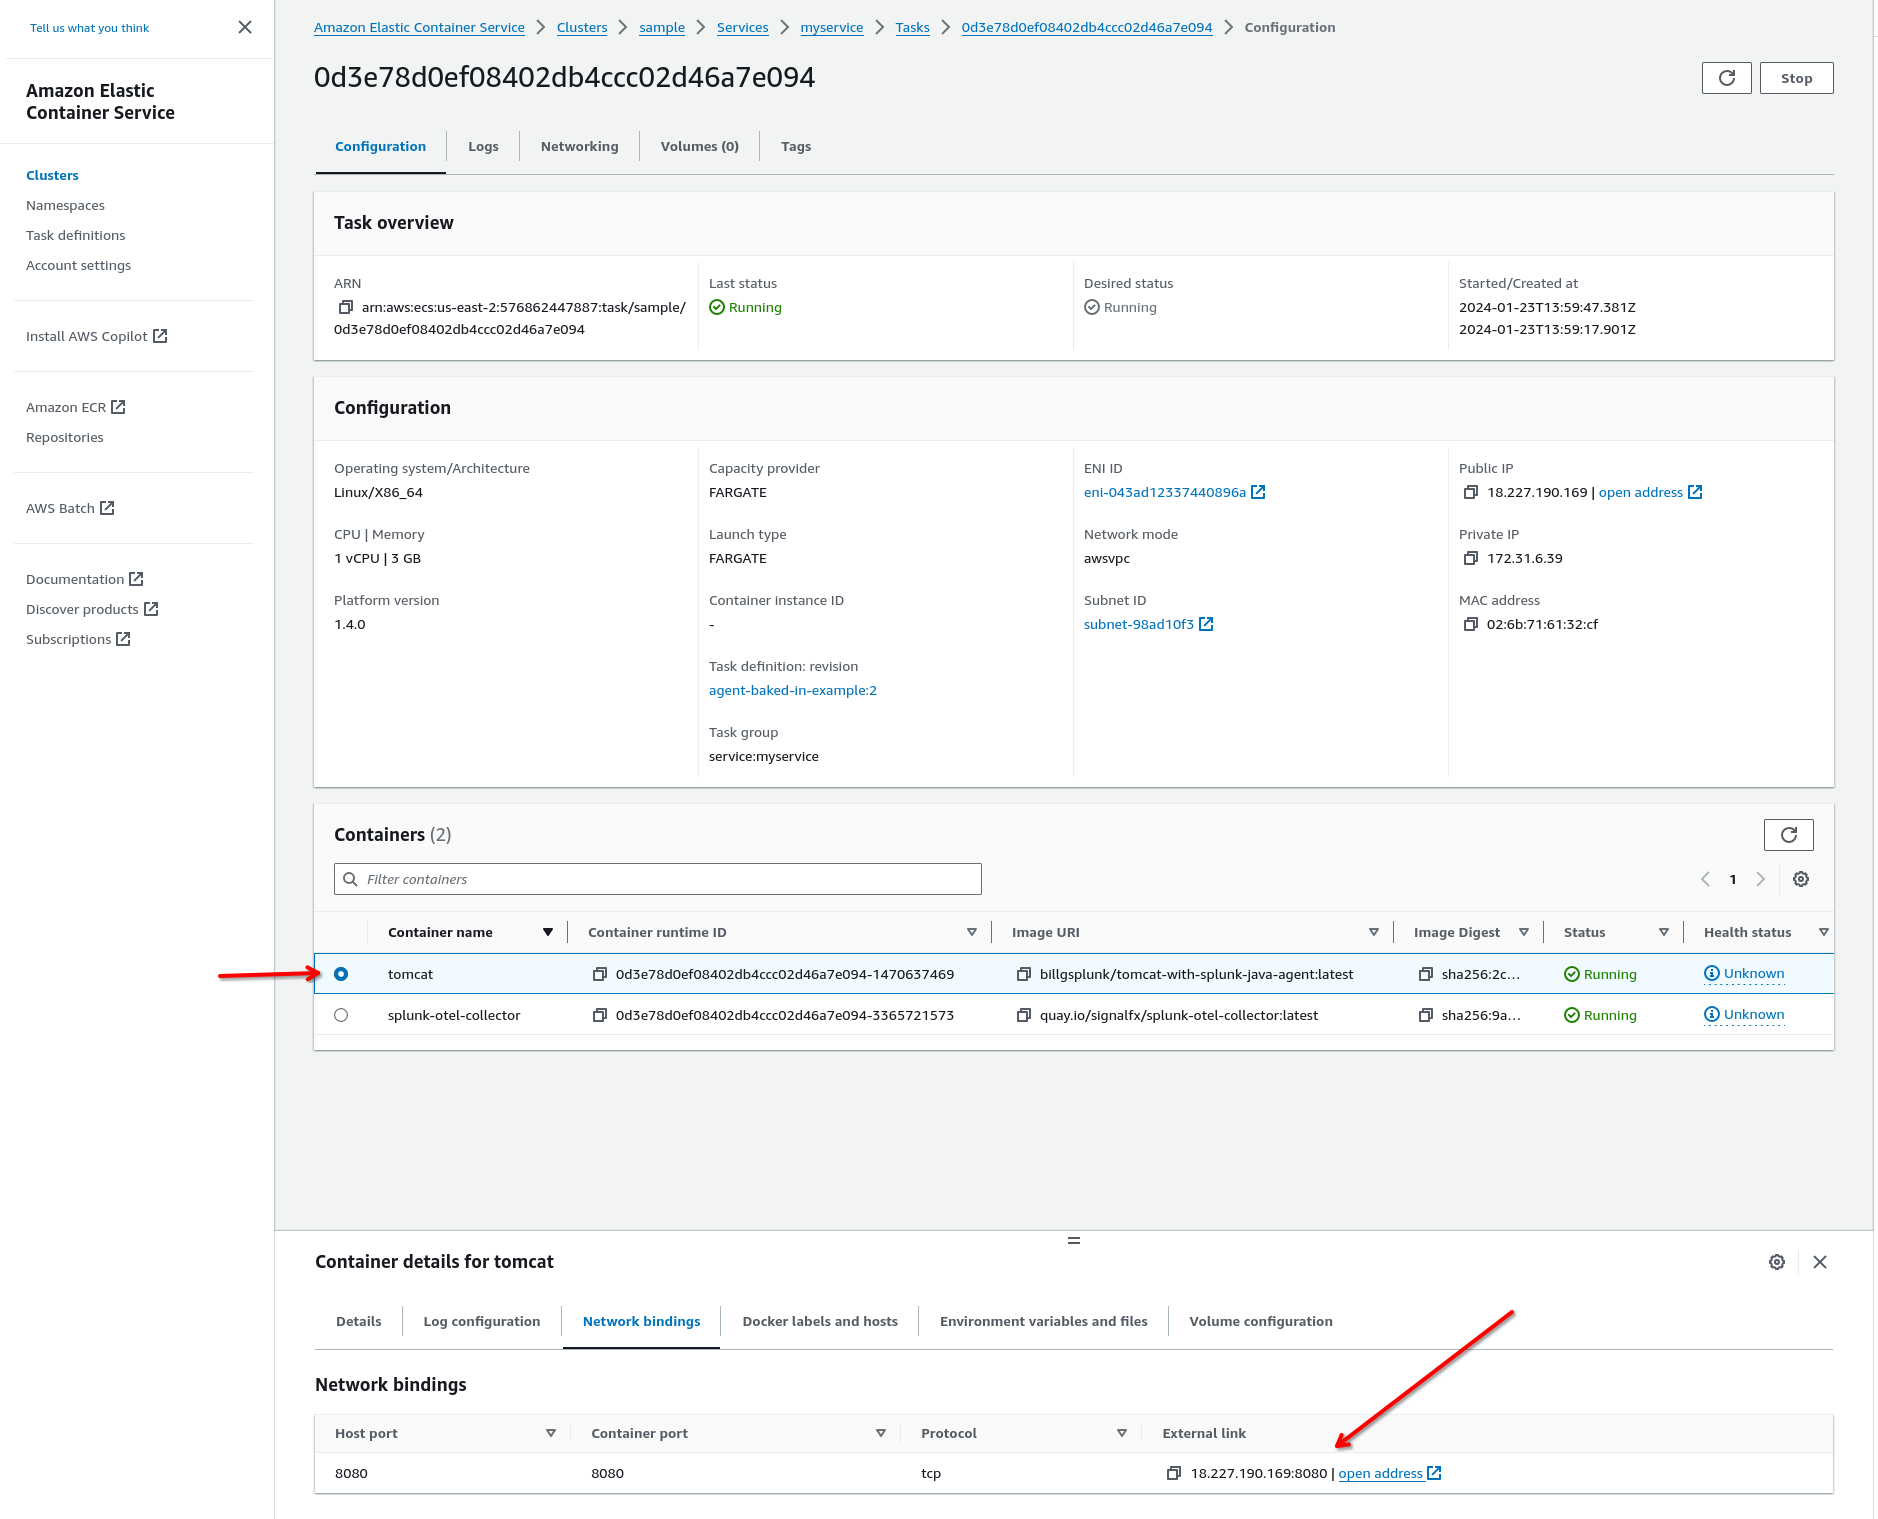 Tell us what you think
Amazon Elastic
Container Service
Clusters
Namespaces
Task definitions
Account settings
Install AWS Copilot
Amazon ECR
Repositories
AWS Batch
Documentation
Discover products
Subscriptions
Amazon Elastic Container Service > Clusters > sample > Services > myservice > Tasks > 0d3e78d0ef08402db4ccc02d46a7e094 > Configuration
0d3e78d0ef08402db4ccc02d46a7e094
Stop
Configuration Logs Networking Volumes (0) Tags
Task overview
ARN
arn:aws:ecs:us-east-2:576862447887:task/sample/
0d3e78d0ef08402db4ccc02d46a7e094
Last status
Running
Desired status
Running
Started/Created at
2024-01-23T13:59:47.381Z
2024-01-23T13:59:17.901Z
Configuration
Operating system/Architecture
Linux/X86_64
CPU | Memory
1 vCPU | 3 GB
Platform version
1.4.0
Capacity provider
FARGATE
Launch type
FARGATE
Container instance ID
-
Task definition: revision
agent-baked-in-example:2
Task group
service:myservice
ENI ID
eni-043ad12337440896a
Network mode
awsvpc
Subnet ID
subnet-98ad10f3
Public IP
18.227.190.169 | open address
Private IP
172.31.6.39
MAC address
02:6b:71:61:32:cf
Containers (2)
Filter containers
1
Container name Container runtime ID Image URI Image Digest Status Health status
tomcat 0d3e78d0ef08402db4ccc02d46a7e094-1470637469 billgsplunk/tomcat-with-splunk-java-agent:latest sha256:2c... Running Unknown
splunk-otel-collector 0d3e78d0ef08402db4ccc02d46a7e094-3365721573 quay.io/signalfx/splunk-otel-collector:latest sha256:9a... Running Unknown
Container details for tomcat
Details Log configuration Network bindings Docker labels and hosts Environment variables and files Volume configuration
Network bindings
Host port Container port Protocol External link
8080 8080 tcp 18.227.190.169:8080 | open address